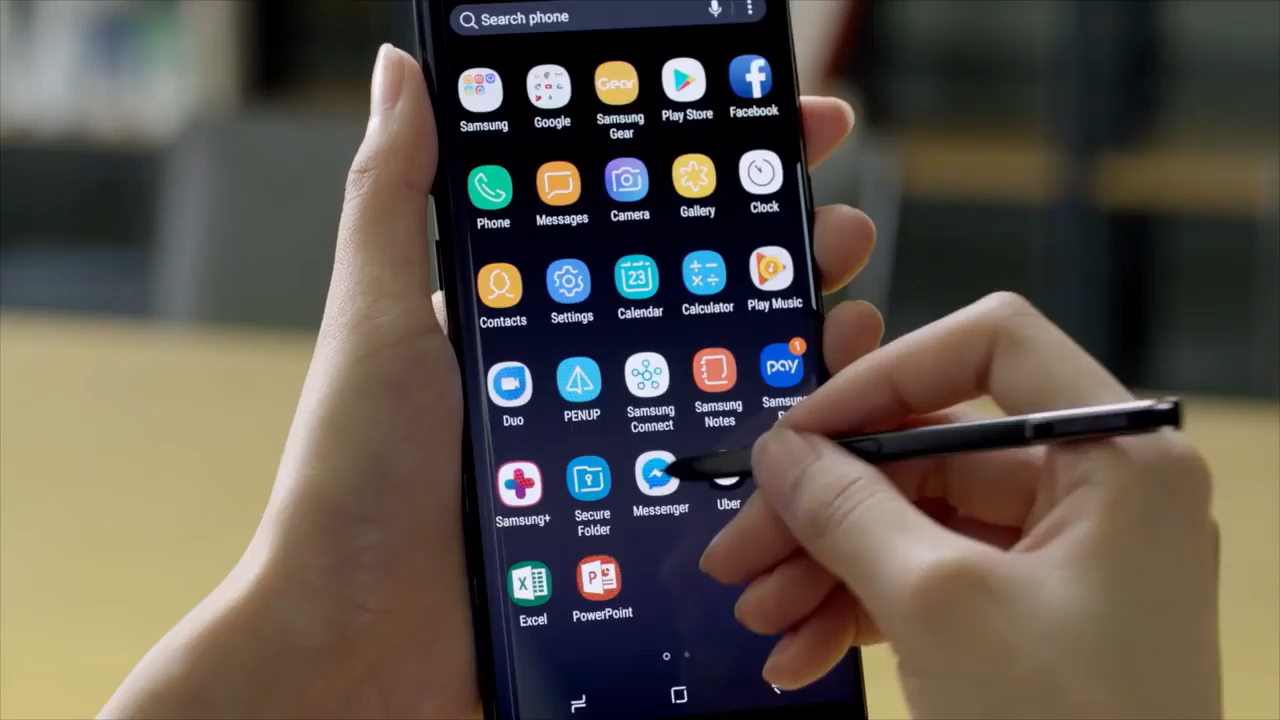 Search phone
Samsung
Google
Gear
Samsung
Gear
Play Store
Facebook
Phone
Messages
Camera
Gallery
Clock
Contacts
Settings
23
Calendar
Calculator
Play Music
Duo
PENUP
Samsung
Connect
Samsung
Notes
pay
1
Samsung
Samsung+
Secure
Folder
Messenger
Uber
X
Excel
P
PowerPoint